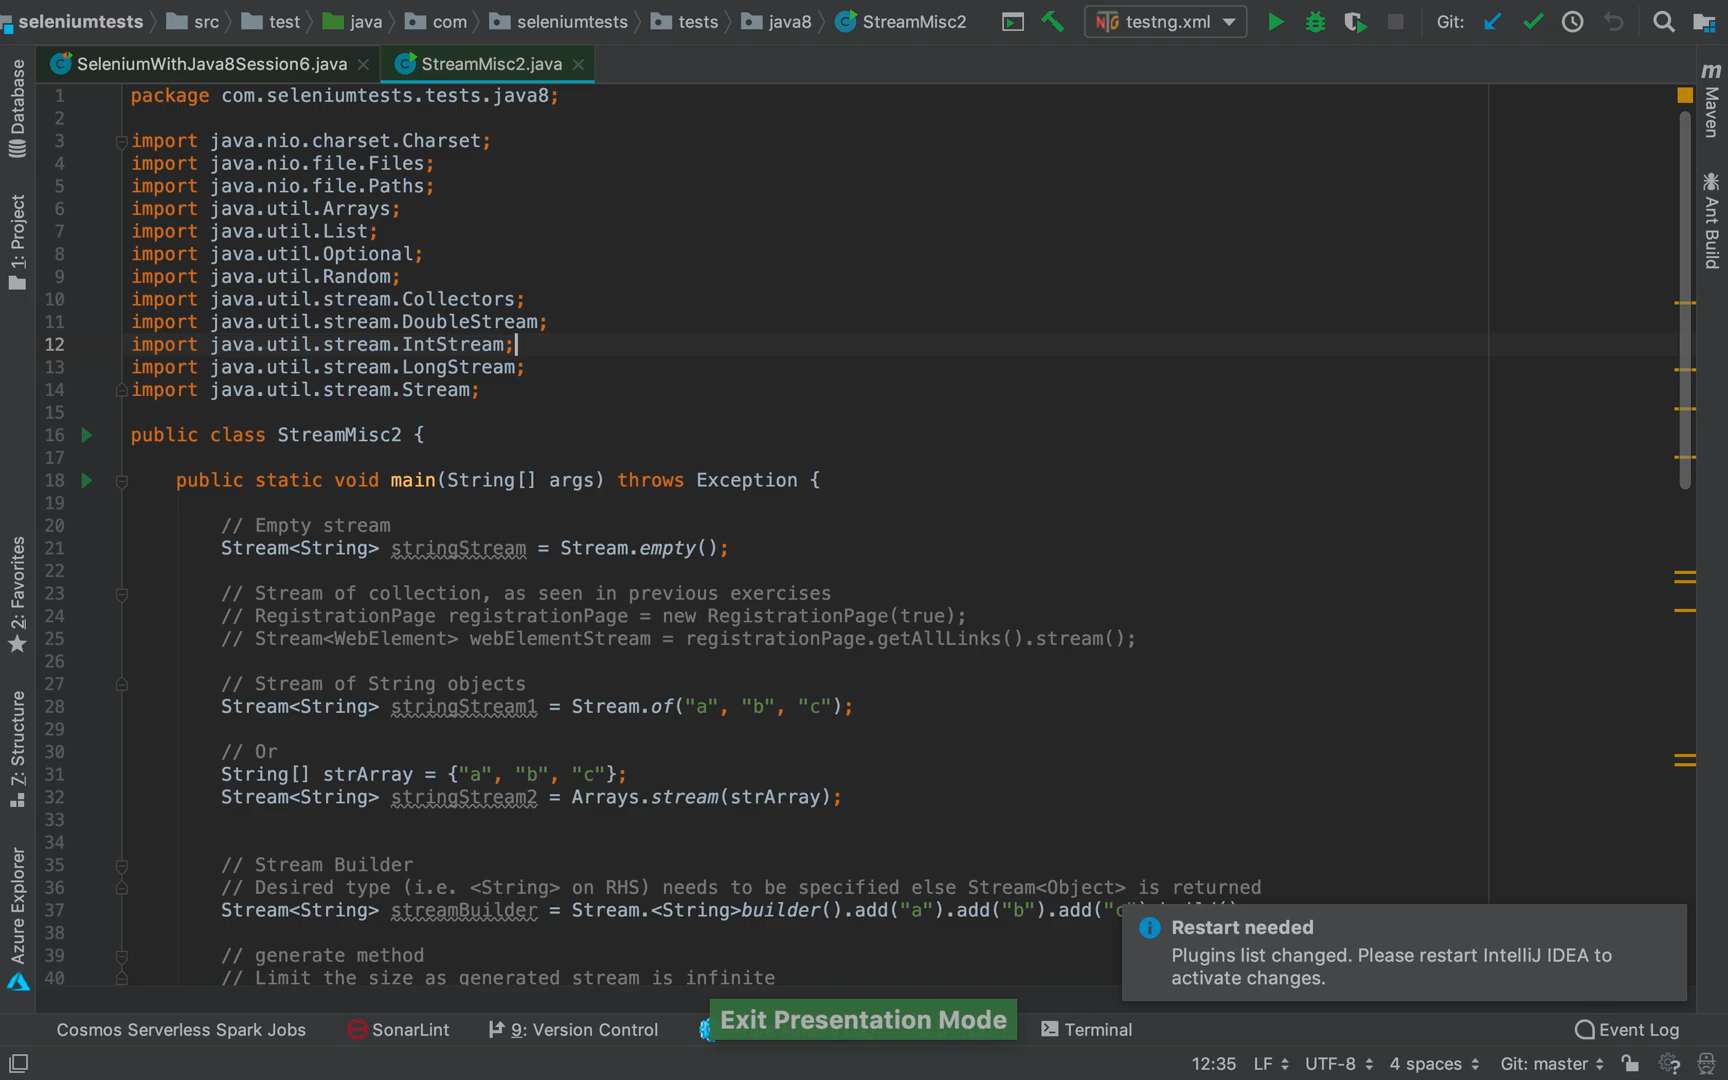 seleniumtests src test java com seleniumtests tests java8 StreamMisc2 testng.xml Git:
SeleniumWithJava8Session6.java StreamMisc2.java
1 package com.seleniumtests.tests.java8;
2
3 import java.nio.charset.Charset;
4 import java.nio.file.Files;
5 import java.nio.file.Paths;
6 import java.util.Arrays;
7 import java.util.List;
8 import java.util.Optional;
9 import java.util.Random;
10 import java.util.stream.Collectors;
11 import java.util.stream.DoubleStream;
12 import java.util.stream.IntStream;
13 import java.util.stream.LongStream;
14 import java.util.stream.Stream;
15
16 public class StreamMisc2 {
17
18 public static void main(String[] args) throws Exception {
19
20 // Empty stream
21 Stream<String> stringStream = Stream.empty();
22
23 // Stream of collection, as seen in previous exercises
24 // RegistrationPage registrationPage = new RegistrationPage(true);
25 // Stream<WebElement> webElementStream = registrationPage.getAllLinks().stream();
26
27 // Stream of String objects
28 Stream<String> stringStream1 = Stream.of("a", "b", "c");
29
30 // Or
31 String[] strArray = {"a", "b", "c"};
32 Stream<String> stringStream2 = Arrays.stream(strArray);
33
34
35 // Stream Builder
36 // Desired type (i.e. <String> on RHS) needs to be specified else Stream<Object> is returned
37 Stream<String> streamBuilder = Stream.<String>builder().add("a").add("b").add("c
38
39 // generate method
40 // Limit the size as generated stream is infinite
Database
1: Project
2: Favorites
7: Structure
Azure Explorer
m Maven
Ant Build
Restart needed
Plugins list changed. Please restart IntelliJ IDEA to
activate changes.
Cosmos Serverless Spark Jobs SonarLint 9: Version Control Exit Presentation Mode Terminal Event Log
12:35 LF UTF-8 4 spaces Git: master